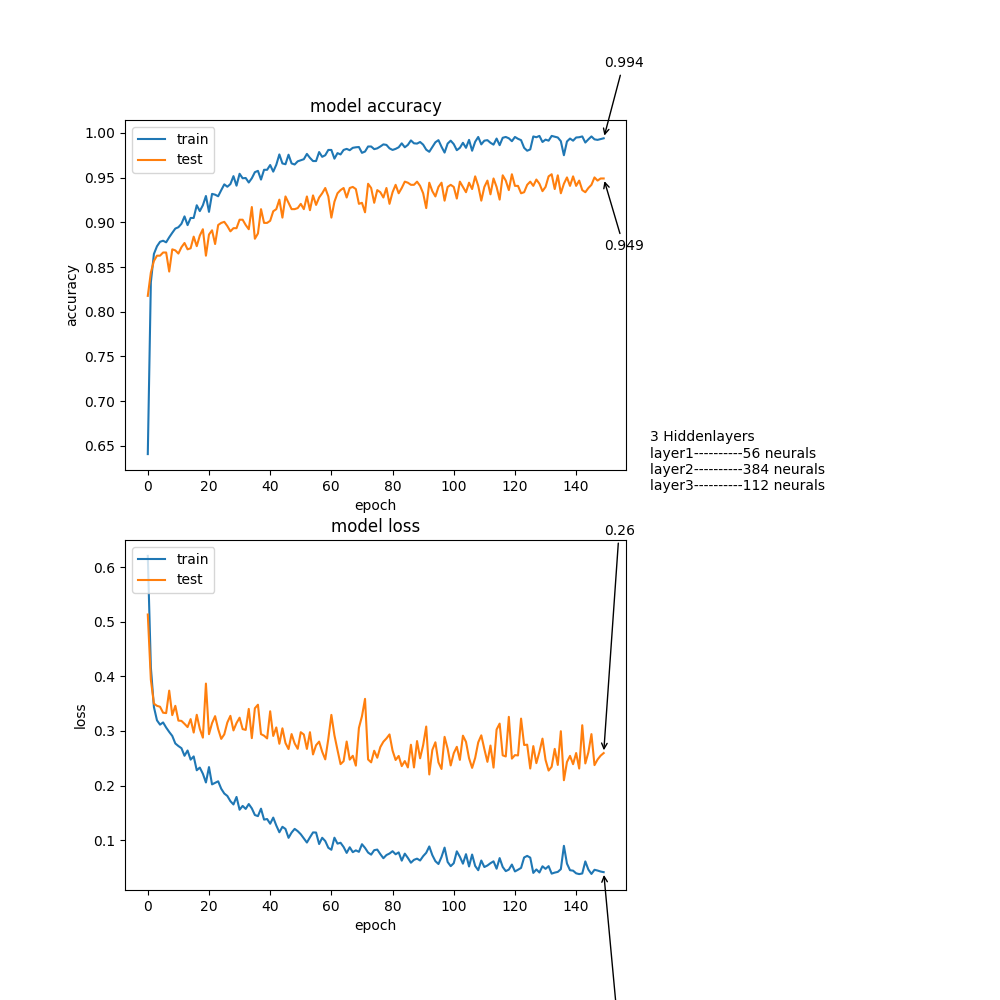 0.994
model accuracy
train
test
1.00
0.95
0.90
0.85
0.80
0.75
0.70
0.65
accuracy
0.949
0
20
40
60
80
100
120
140
epoch
3 Hiddenlayers
layer1----------56 neurals
layer2----------384 neurals
layer3----------112 neurals
model loss
0.26
train
test
0.6
0.5
0.4
0.3
0.2
0.1
loss
0
20
40
60
80
100
120
140
epoch